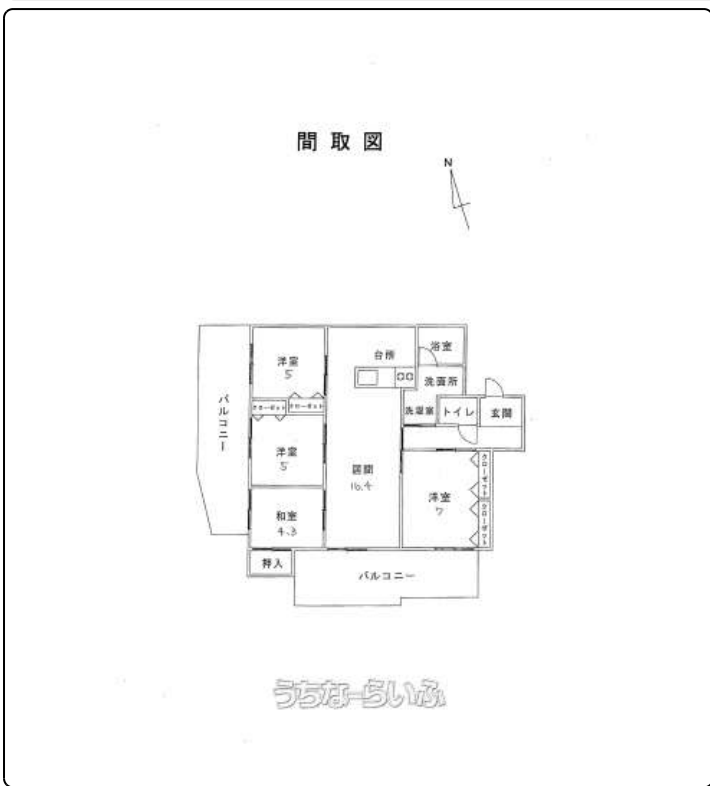 間取図
N
洋室
5
台所
浴室
洗面所
クローゼット
クローゼット
洗濯室
トイレ
玄関
バルコニー
洋室
5
居間
16.4
洋室
7
クローゼット
クローゼット
和室
4.3
押入
バルコニー
うちなーらいふ